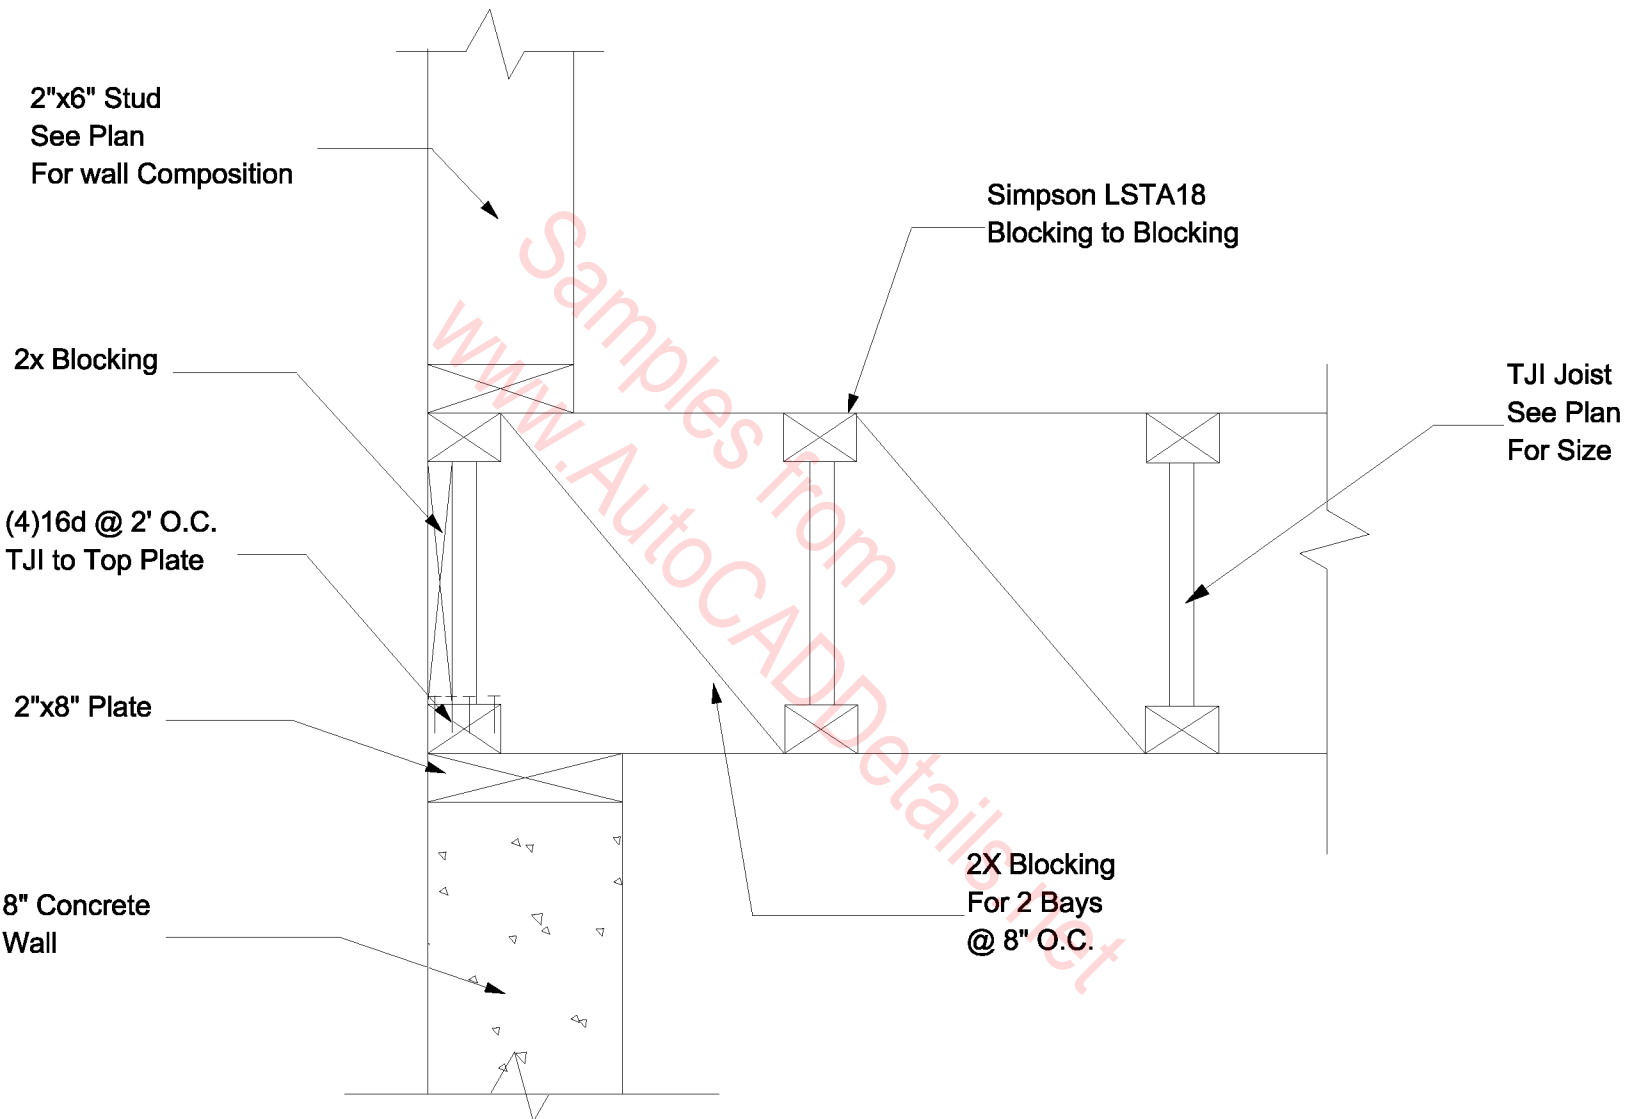 2"x6" Stud
See Plan
For wall Composition
Simpson LSTA18
Blocking to Blocking
2x Blocking
TJI Joist
See Plan
For Size
(4)16d @ 2' O.C.
TJI to Top Plate
2"x8" Plate
2X Blocking
For 2 Bays
@ 8" O.C.
8" Concrete
Wall
Samples from
www.AutoCADDetails.net